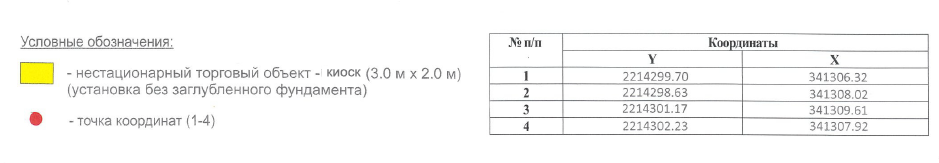 Условные обозначения:
- нестационарный торговый объект - киоск (3.0 м х 2.0 м)
(установка без заглубленного фундамента)
- точка координат (1-4)
№ п/п Координаты
Y X
1 2214299.70 341306.32
2 2214298.63 341308.02
3 2214301.17 341309.61
4 2214302.23 341307.92